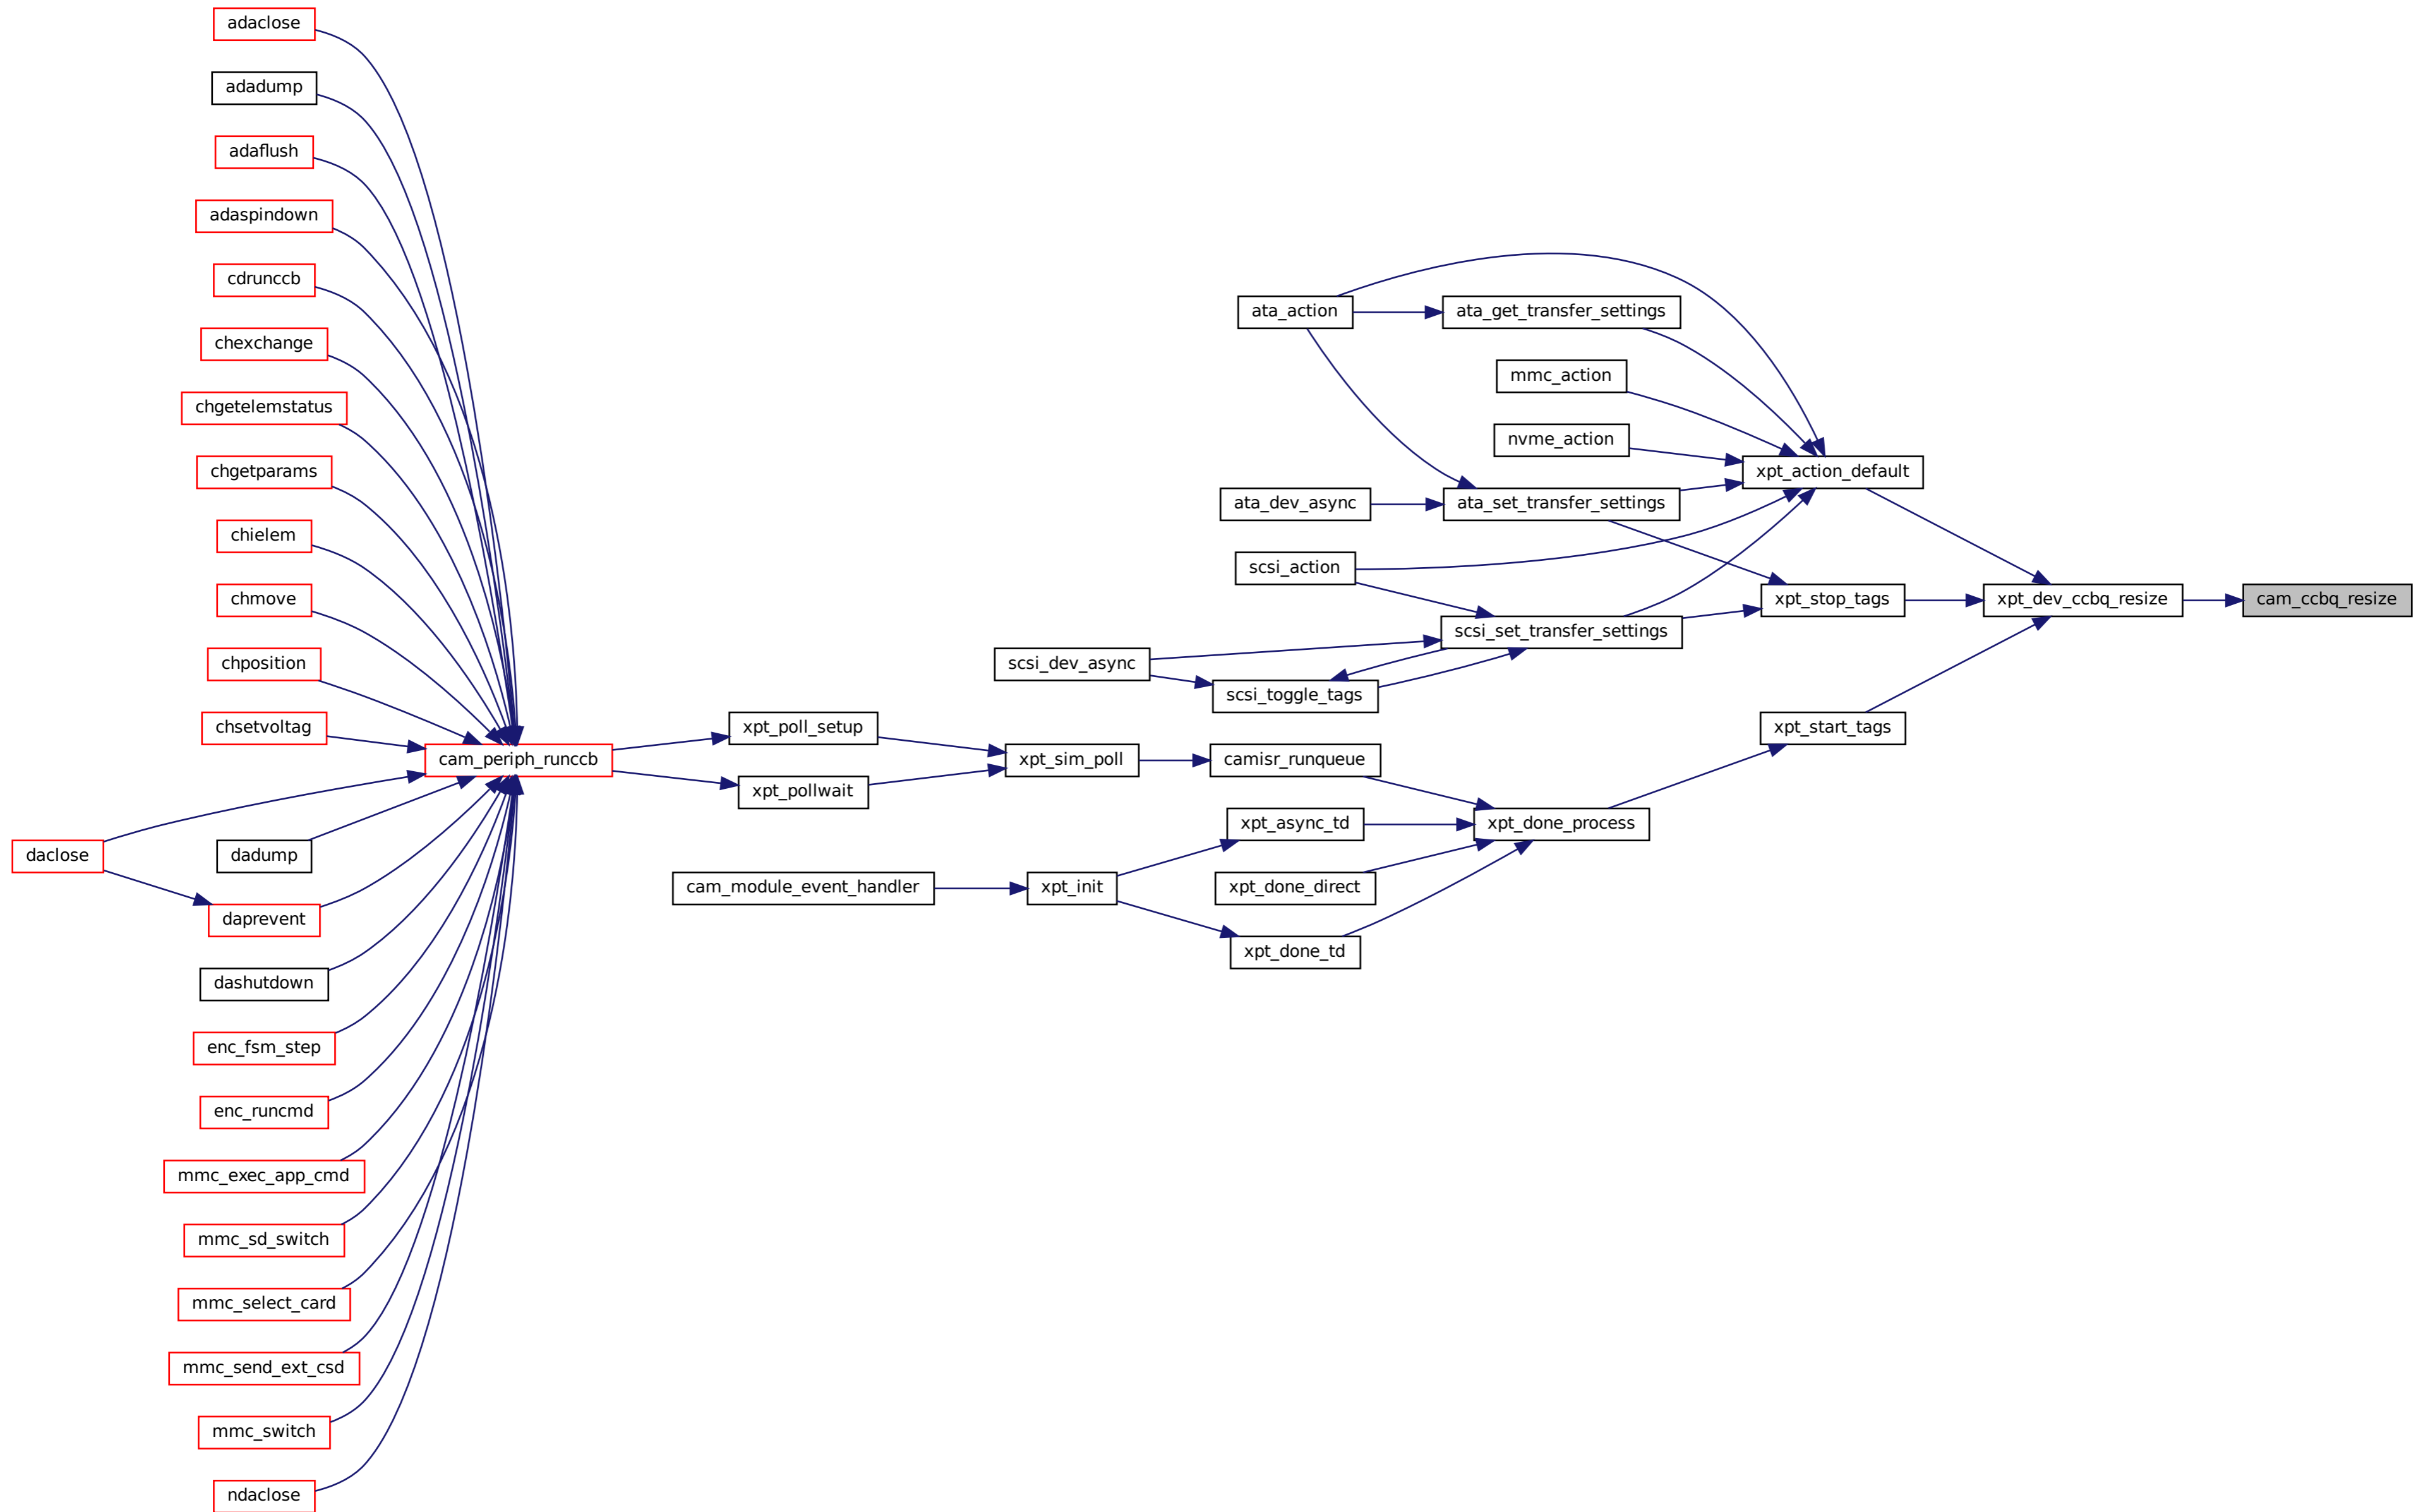 adaclose
adadump
adaflush
adaspindown
cdrunccb
chexchange
chgetelemstatus
chgetparams
chielem
chmove
chposition
chsetvoltag
daclose
dadump
daprevent
dashutdown
enc_fsm_step
enc_runcmd
mmc_exec_app_cmd
mmc_sd_switch
mmc_select_card
mmc_send_ext_csd
mmc_switch
ndaclose
cam_periph_runccb
xpt_poll_setup
xpt_pollwait
cam_module_event_handler
scsi_dev_async
xpt_sim_poll
xpt_init
ata_action
ata_dev_async
scsi_action
scsi_toggle_tags
camisr_runqueue
xpt_async_td
xpt_done_direct
xpt_done_td
ata_get_transfer_settings
mmc_action
nvme_action
ata_set_transfer_settings
scsi_set_transfer_settings
xpt_done_process
xpt_action_default
xpt_stop_tags
xpt_start_tags
xpt_dev_ccbq_resize
cam_ccbq_resize